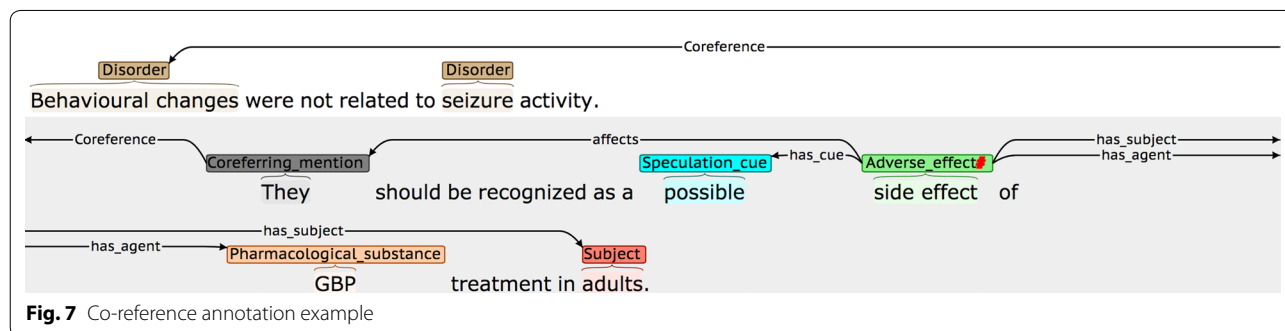 Coreference
Disorder Disorder
Behavioural changes were not related to seizure activity.
Coreference affects has_subject
Coreferring_mention Speculation_cue has_cue Adverse_effect# has_agent
They should be recognized as a possible side effect of
has_subject
has_agent Pharmacological_substance Subject
GBP treatment in adults.
Fig. 7 Co-reference annotation example